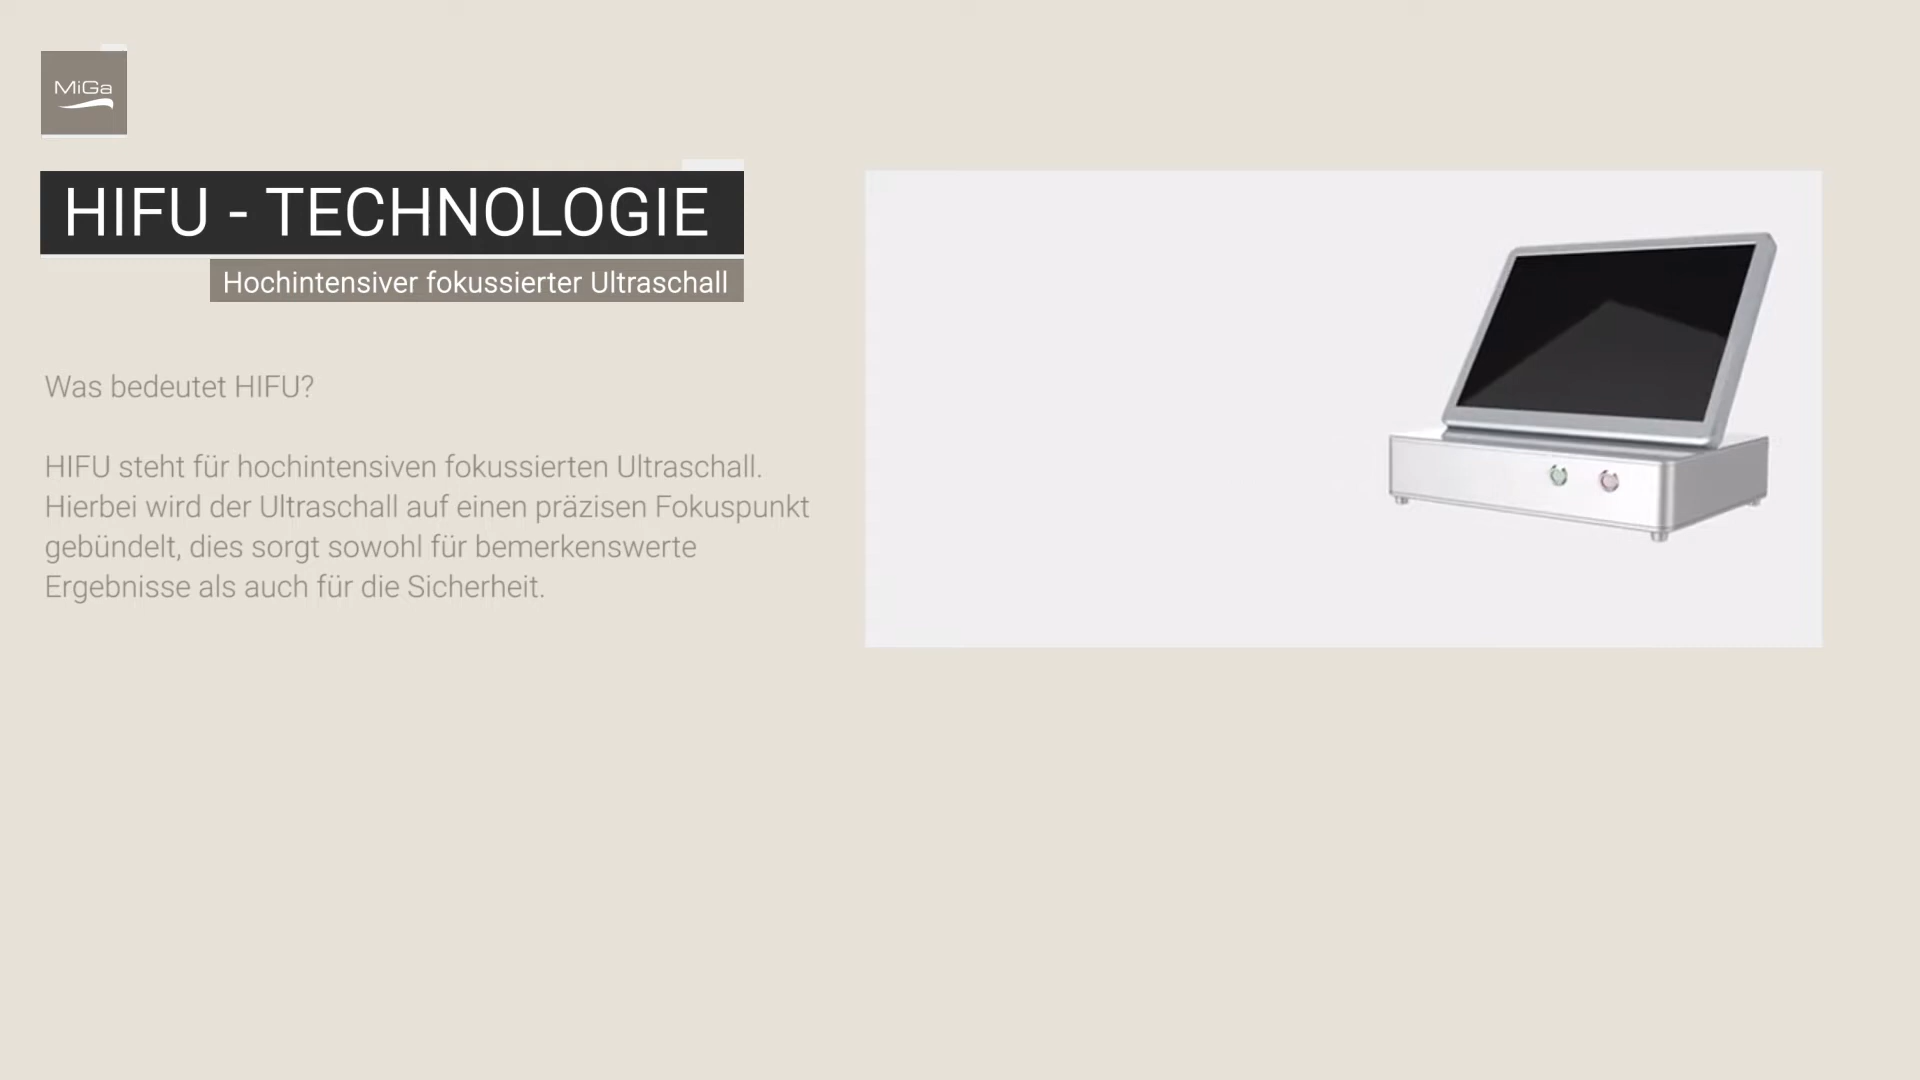 MiGa
HIFU - TECHNOLOGIE
Hochintensiver fokussierter Ultraschall
Was bedeutet HIFU?
HIFU steht für hochintensiven fokussierten Ultraschall.
Hierbei wird der Ultraschall auf einen präzisen Fokuspunkt
gebündelt, dies sorgt sowohl für bemerkenswerte
Ergebnisse als auch für die Sicherheit.